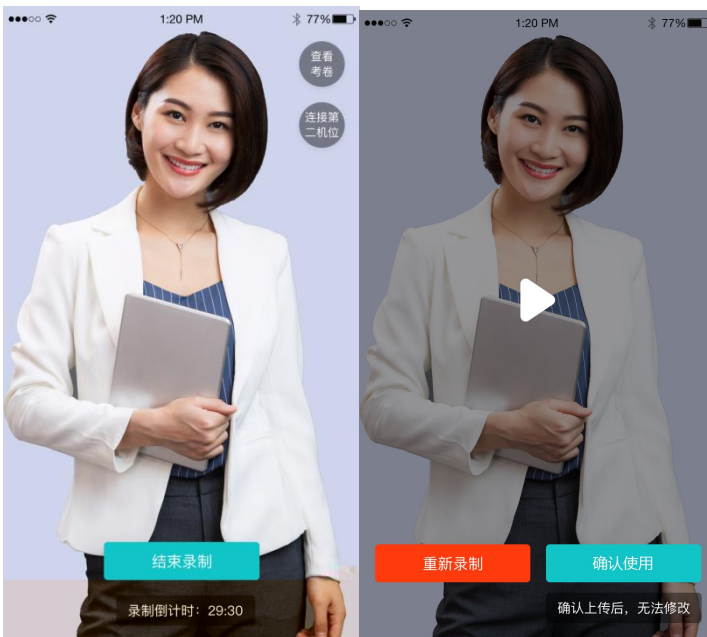 1:20 PM
77%
查看
考卷
连接第
二机位
结束录制
录制倒计时：29:30
1:20 PM
77%
重新录制
确认使用
确认上传后，无法修改